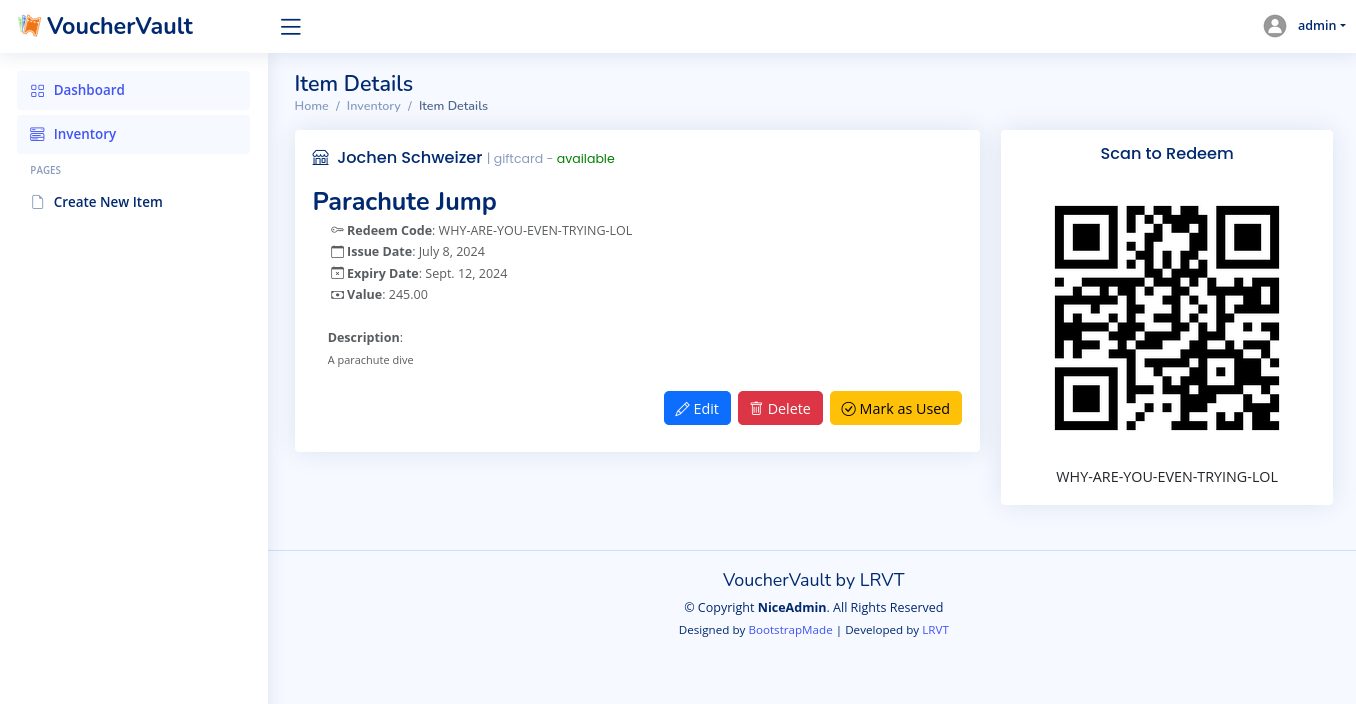 VoucherVault
admin
Dashboard
Inventory
PAGES
Create New Item
Item Details
Home / Inventory / Item Details
Jochen Schweizer | giftcard - available
Parachute Jump
Redeem Code: WHY-ARE-YOU-EVEN-TRYING-LOL
Issue Date: July 8, 2024
Expiry Date: Sept. 12, 2024
Value: 245.00
Description:
A parachute dive
Edit
Delete
Mark as Used
Scan to Redeem
WHY-ARE-YOU-EVEN-TRYING-LOL
VoucherVault by LRVT
© Copyright NiceAdmin. All Rights Reserved
Designed by BootstrapMade | Developed by LRVT